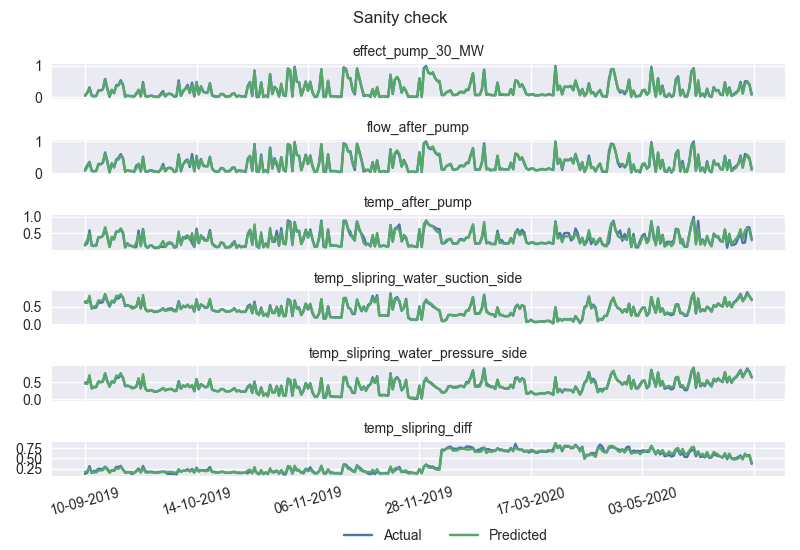 Sanity check
effect_pump_30_MW
1
0
flow_after_pump
1
0
temp_after_pump
1.0
0.5
temp_slipring_water_suction_side
0.5
0.0
temp_slipring_water_pressure_side
0.5
0.0
temp_slipring_diff
0.75
0.50
0.25
10-09-2019 14-10-2019 06-11-2019 28-11-2019 17-03-2020 03-05-2020
Actual Predicted